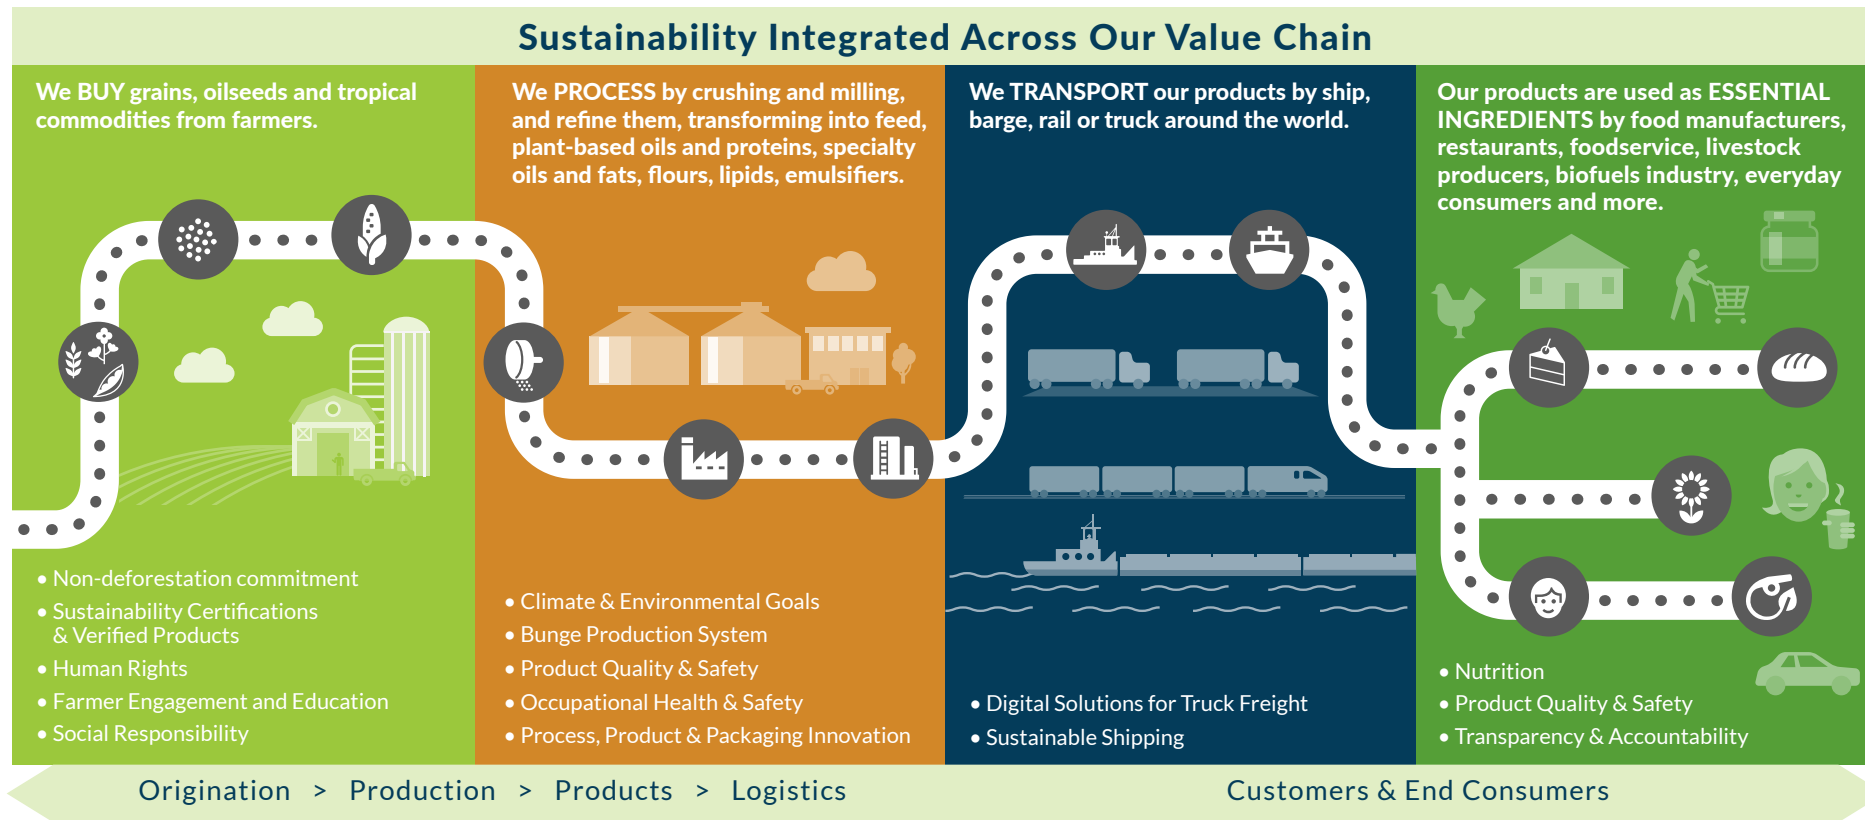 Sustainability Integrated Across Our Value Chain
We BUY grains, oilseeds and tropical
commodities from farmers.
• Non-deforestation commitment
• Sustainability Certifications
& Verified Products
• Human Rights
• Farmer Engagement and Education
• Social Responsibility
We PROCESS by crushing and milling,
and refine them, transforming into feed,
plant-based oils and proteins, specialty
oils and fats, flours, lipids, emulsifiers.
• Climate & Environmental Goals
• Bunge Production System
• Product Quality & Safety
• Occupational Health & Safety
• Process, Product & Packaging Innovation
We TRANSPORT our products by ship,
barge, rail or truck around the world.
• Digital Solutions for Truck Freight
• Sustainable Shipping
Our products are used as ESSENTIAL
INGREDIENTS by food manufacturers,
restaurants, foodservice, livestock
producers, biofuels industry, everyday
consumers and more.
• Nutrition
• Product Quality & Safety
• Transparency & Accountability
Origination > Production > Products > Logistics
Customers & End Consumers